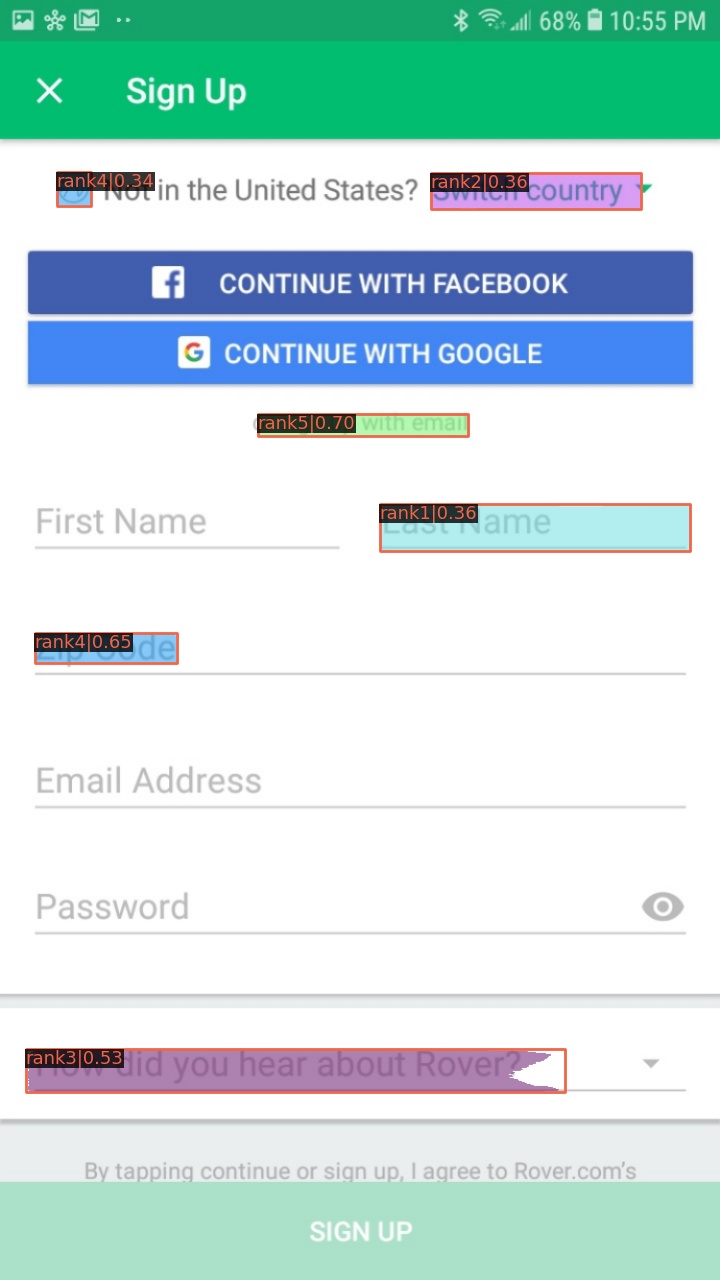 68% 10:55 PM
Sign Up
rank4|0.34
Not in the United States?
rank2|0.36
Switch country
CONTINUE WITH FACEBOOK
G CONTINUE WITH GOOGLE
rank5|0.70
with email
First Name
rank1|0.36
Last Name
rank4|0.65
Zip Code
Email Address
Password
rank3|0.53
How did you hear about Rover?
By tapping continue or sign up, I agree to Rover.com's
SIGN UP